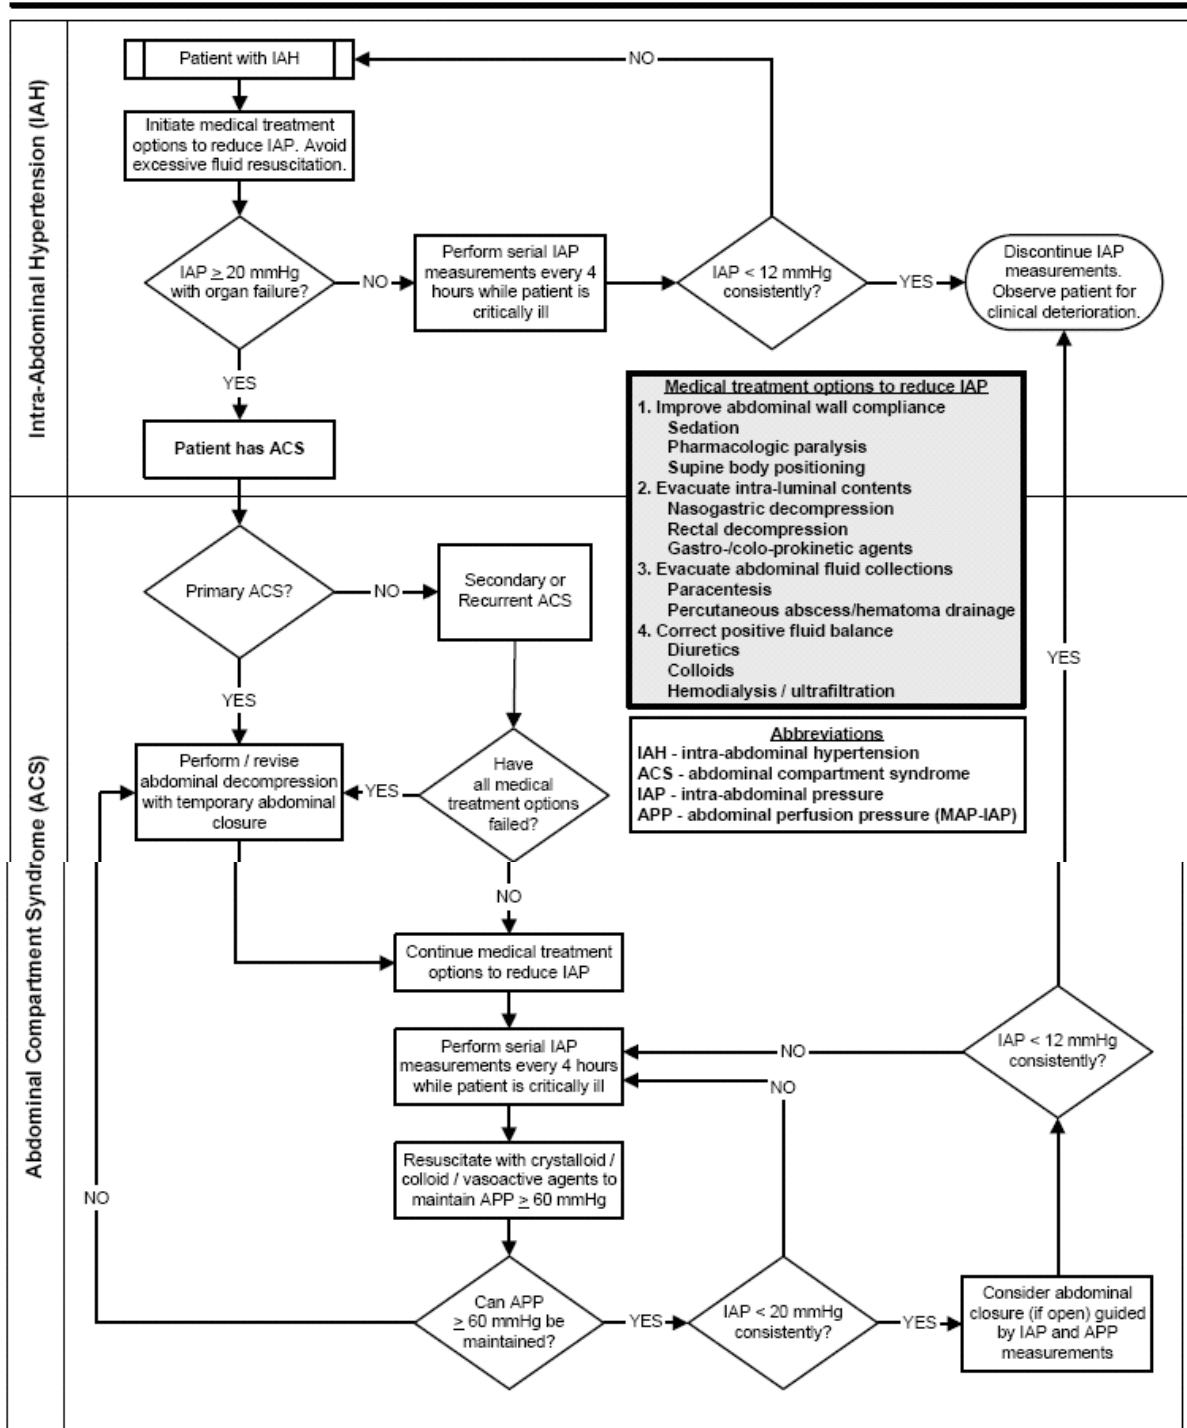 Intra-Abdominal Hypertension (IAH)
Patient with IAH
NO
Initiate medical treatment
options to reduce IAP. Avoid
excessive fluid resuscitation.
IAP ≥ 20 mmHg
with organ failure?
NO
Perform serial IAP
measurements every 4
hours while patient is
critically ill
IAP < 12 mmHg
consistently?
YES
Discontinue IAP
measurements.
Observe patient for
clinical deterioration.
YES
Patient has ACS
Medical treatment options to reduce IAP
1. Improve abdominal wall compliance
Sedation
Pharmacologic paralysis
Supine body positioning
2. Evacuate intra-luminal contents
Nasogastric decompression
Rectal decompression
Gastro-/colo-prokinetic agents
3. Evacuate abdominal fluid collections
Paracentesis
Percutaneous abscess/hematoma drainage
4. Correct positive fluid balance
Diuretics
Colloids
Hemodialysis / ultrafiltration
Abdominal Compartment Syndrome (ACS)
Primary ACS?
NO
Secondary or
Recurrent ACS
YES
YES
Perform / revise
abdominal decompression
with temporary abdominal
closure
YES
Have
all medical
treatment options
failed?
Abbreviations
IAH - intra-abdominal hypertension
ACS - abdominal compartment syndrome
IAP - intra-abdominal pressure
APP - abdominal perfusion pressure (MAP-IAP)
NO
Continue medical treatment
options to reduce IAP
Perform serial IAP
measurements every 4 hours
while patient is critically ill
NO
IAP < 12 mmHg
consistently?
NO
Resuscitate with crystalloid /
colloid / vasoactive agents to
maintain APP ≥ 60 mmHg
NO
Can APP
≥ 60 mmHg be
maintained?
YES
IAP < 20 mmHg
consistently?
YES
Consider abdominal
closure (if open) guided
by IAP and APP
measurements